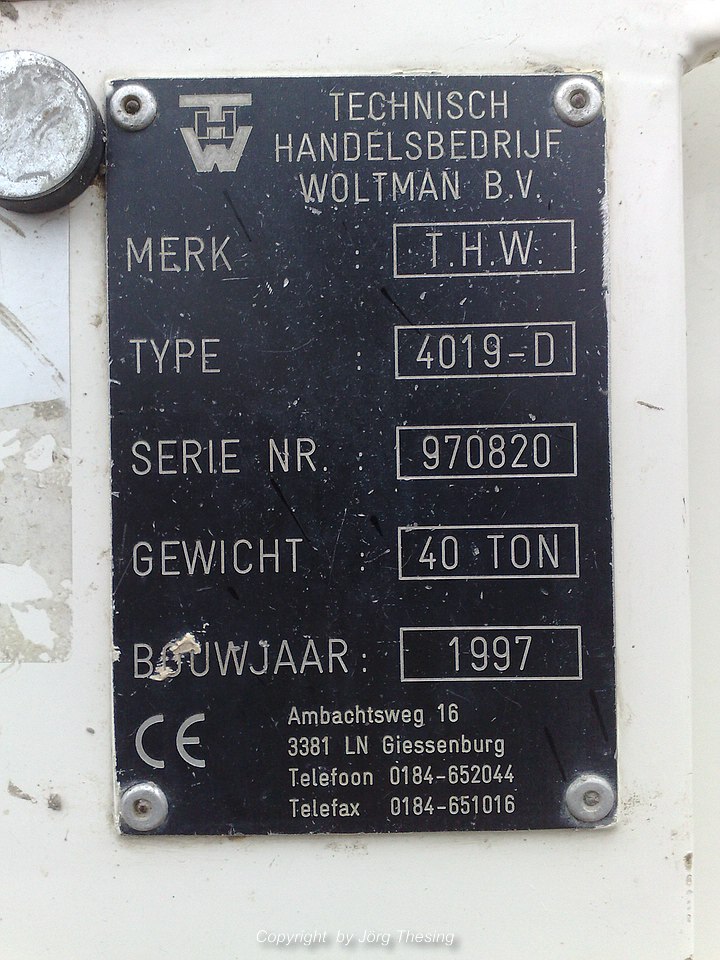 THW
TECHNISCH
HANDELSBEDRIJF
WOLTMAN B.V.
MERK : T.H.W.
TYPE : 4019-D
SERIE NR. : 970820
GEWICHT : 40 TON
BOUWJAAR : 1997
CE
Ambachtsweg 16
3381 LN Giessenburg
Telefoon 0184-652044
Telefax 0184-651016
Copyright by Jörg Thesing